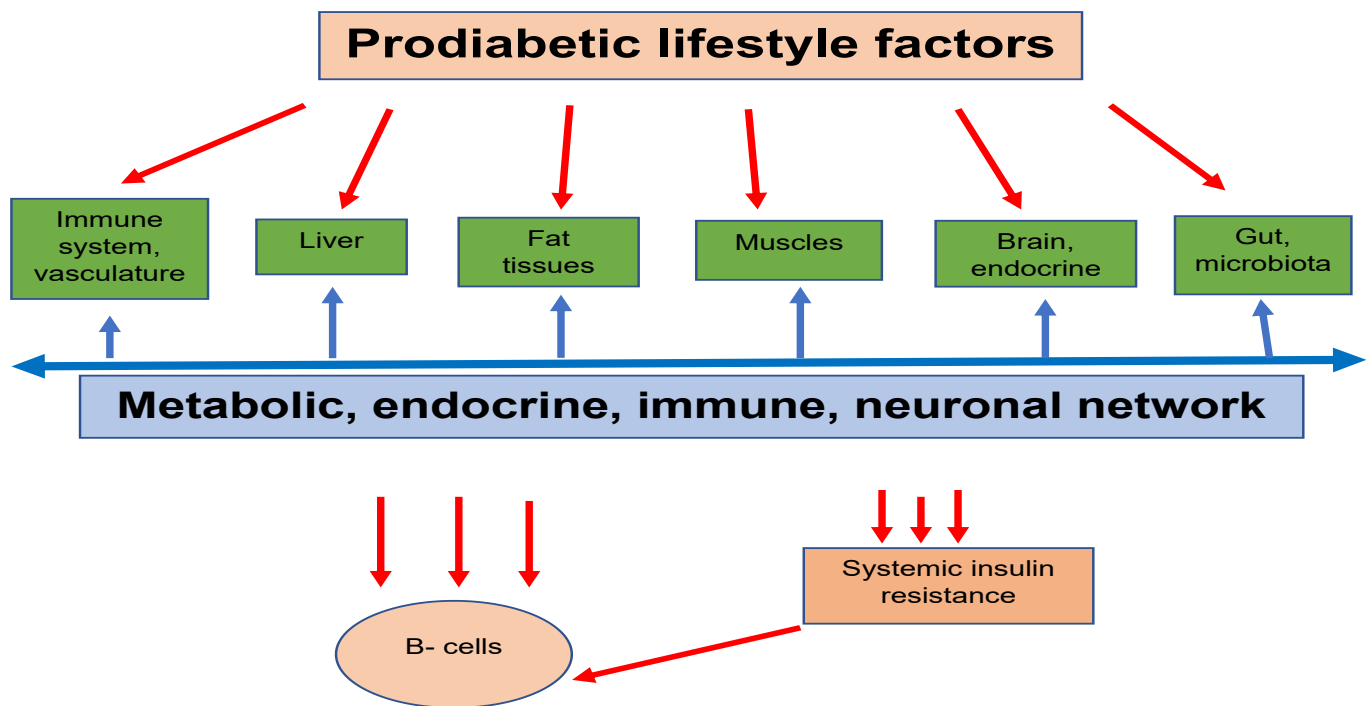 Prodiabetic lifestyle factors
Immune
system,
vasculature
Liver
Fat
tissues
Muscles
Brain,
endocrine
Gut,
microbiota
Metabolic, endocrine, immune, neuronal network
Systemic insulin
resistance
B- cells